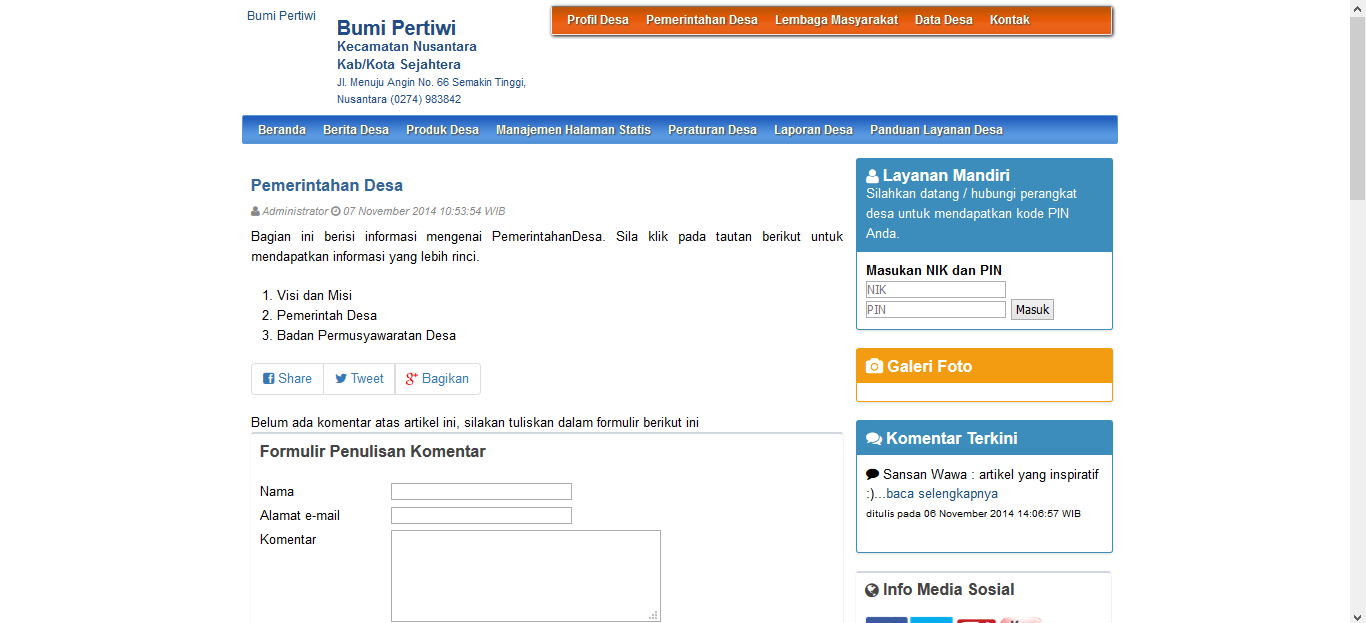 Bumi Pertiwi
Bumi Pertiwi
Kecamatan Nusantara
Kab/Kota Sejahtera
Jl. Menuju Angin No. 66 Semakin Tinggi,
Nusantara (0274) 983842
Profil Desa Pemerintahan Desa Lembaga Masyarakat Data Desa Kontak
Beranda Berita Desa Produk Desa Manajemen Halaman Statis Peraturan Desa Laporan Desa Panduan Layanan Desa
Pemerintahan Desa
Administrator 07 November 2014 10:53:54 WIB
Bagian ini berisi informasi mengenai PemerintahanDesa. Sila klik pada tautan berikut untuk
mendapatkan informasi yang lebih rinci.
1. Visi dan Misi
2. Pemerintah Desa
3. Badan Permusyawaratan Desa
Share Tweet g+ Bagikan
Belum ada komentar atas artikel ini, silakan tuliskan dalam formulir berikut ini
Formulir Penulisan Komentar
Nama
Alamat e-mail
Komentar
Layanan Mandiri
Silahkan datang / hubungi perangkat
desa untuk mendapatkan kode PIN
Anda.
Masukan NIK dan PIN
NIK
PIN Masuk
Galeri Foto
Komentar Terkini
Sansan Wawa : artikel yang inspiratif
:)...baca selengkapnya
ditulis pada 06 November 2014 14:06:57 WIB
Info Media Sosial